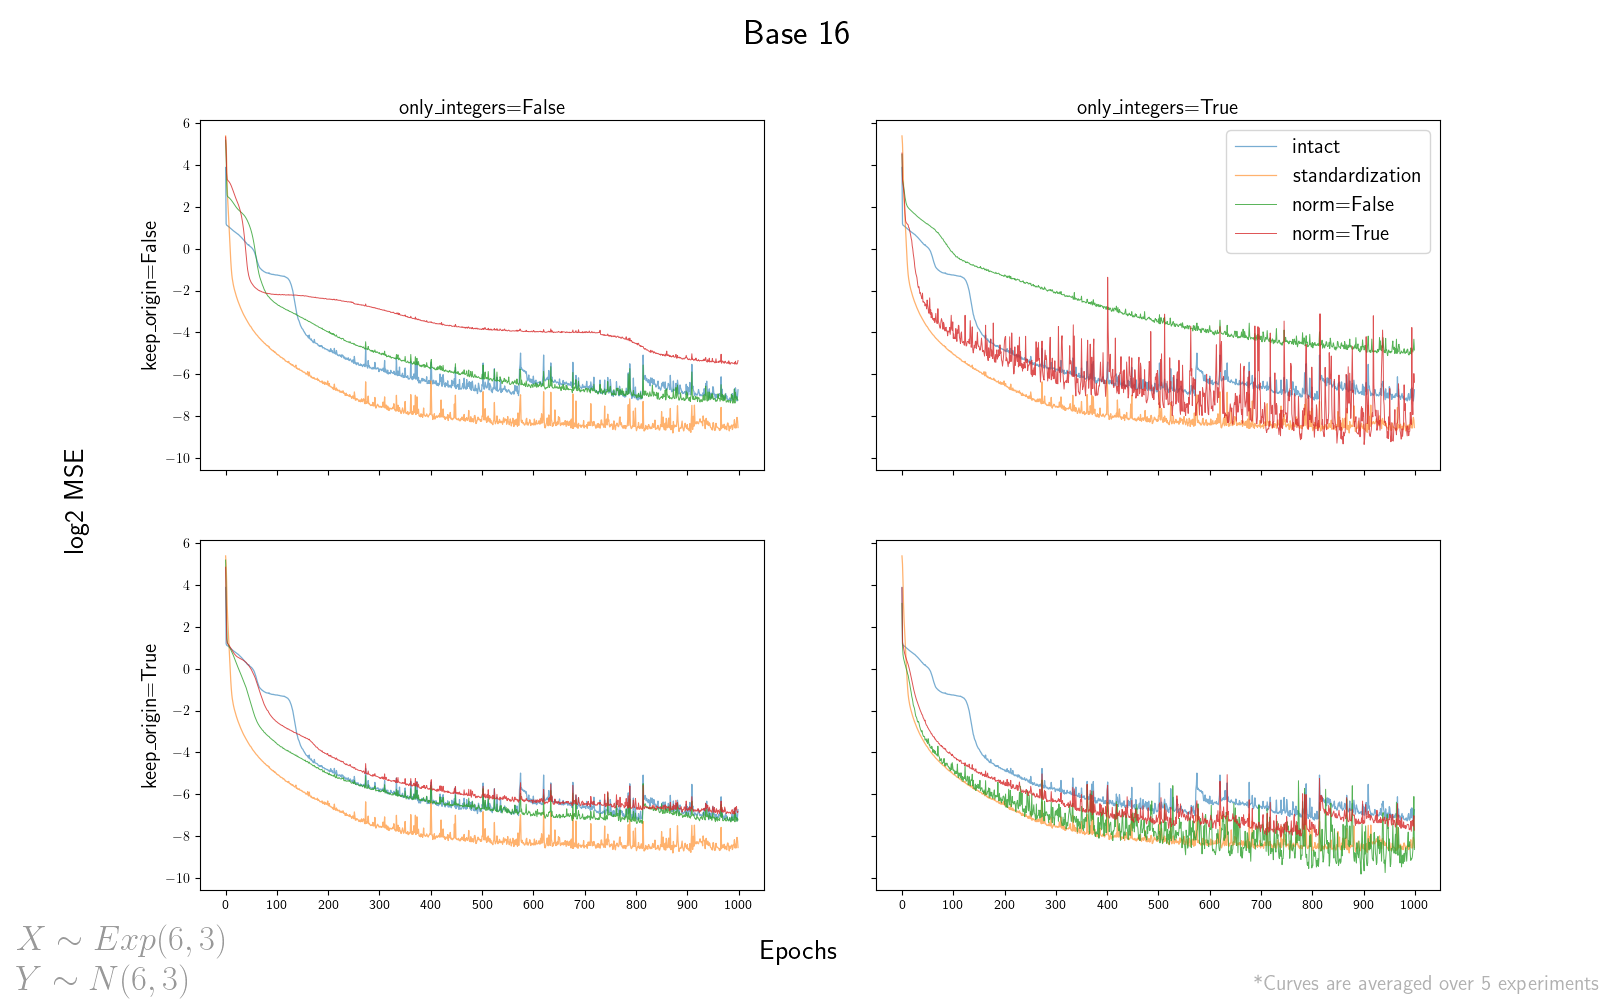 Base 16
only_integers=False
only_integers=True
keep_origin=False
6
4
2
0
−2
−4
−6
−8
−10
intact
standardization
norm=False
norm=True
log2 MSE
keep_origin=True
6
4
2
0
−2
−4
−6
−8
−10
0 100 200 300 400 500 600 700 800 900 1000
0 100 200 300 400 500 600 700 800 900 1000
Epochs
X ∼ Exp(6, 3)
Y ∼ N(6, 3)
*Curves are averaged over 5 experiments